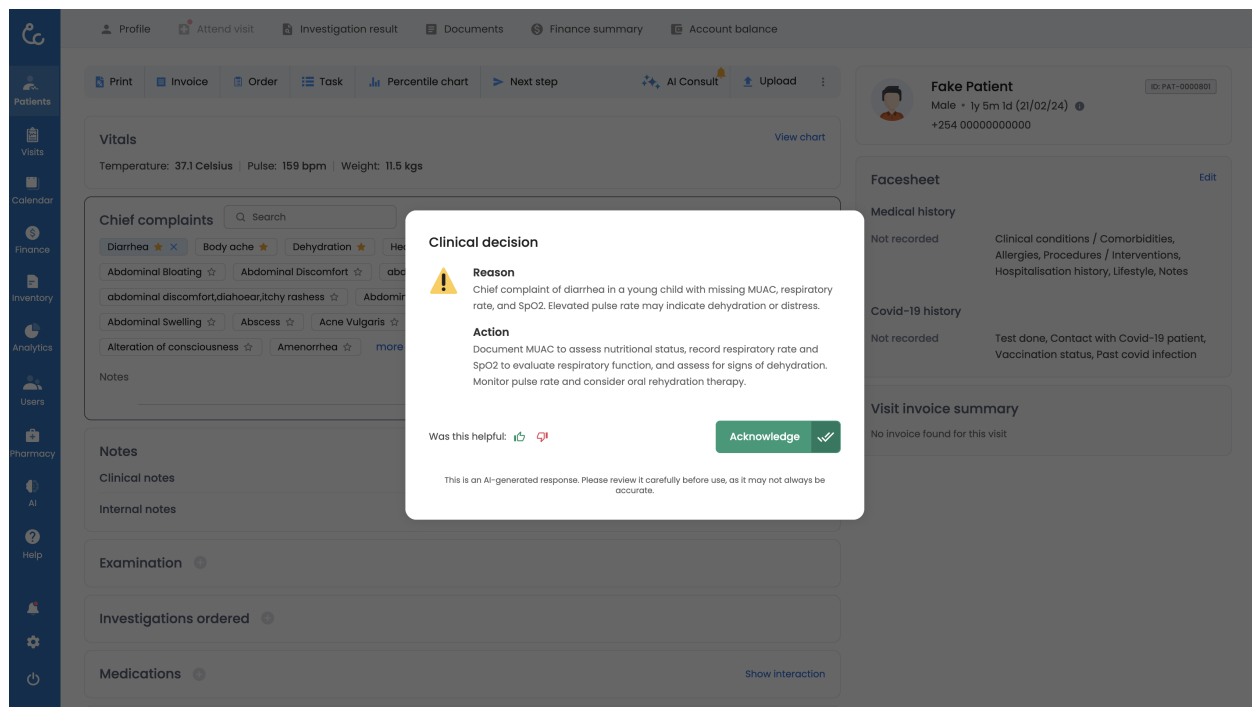 Profile
Attend visit
Investigation result
Documents
Finance summary
Account balance
Patients
Visits
Calendar
Finance
Inventory
Analytics
Users
Pharmacy
AI
Help
Print
Invoice
Order
Task
Percentile chart
Next step
AI Consult
Upload
Vitals
View chart
Temperature: 37.1 Celsius | Pulse: 159 bpm | Weight: 11.5 kgs
Chief complaints
Search
Diarrhea
Body ache
Dehydration
Hea
Abdominal Bloating
Abdominal Discomfort
abd
abdominal discomfort,diahoear,itchy rashess
Abdomin
Abdominal Swelling
Abscess
Acne Vulgaris
Alteration of consciousness
Amenorrhea
more
Notes
Clinical decision
Reason
Chief complaint of diarrhea in a young child with missing MUAC, respiratory
rate, and SpO2. Elevated pulse rate may indicate dehydration or distress.
Action
Document MUAC to assess nutritional status, record respiratory rate and
SpO2 to evaluate respiratory function, and assess for signs of dehydration.
Monitor pulse rate and consider oral rehydration therapy.
Was this helpful:
Acknowledge
This is an AI-generated response. Please review it carefully before use, as it may not always be
accurate.
Notes
Clinical notes
Internal notes
Examination
Investigations ordered
Medications
Show interaction
Fake Patient
ID: PAT-0000801
Male • 1y 5m 1d (21/02/24)
+254 00000000000
Facesheet
Edit
Medical history
Not recorded
Clinical conditions / Comorbidities,
Allergies, Procedures / Interventions,
Hospitalisation history, Lifestyle, Notes
Covid-19 history
Not recorded
Test done, Contact with Covid-19 patient,
Vaccination status, Past covid infection
Visit invoice summary
No invoice found for this visit